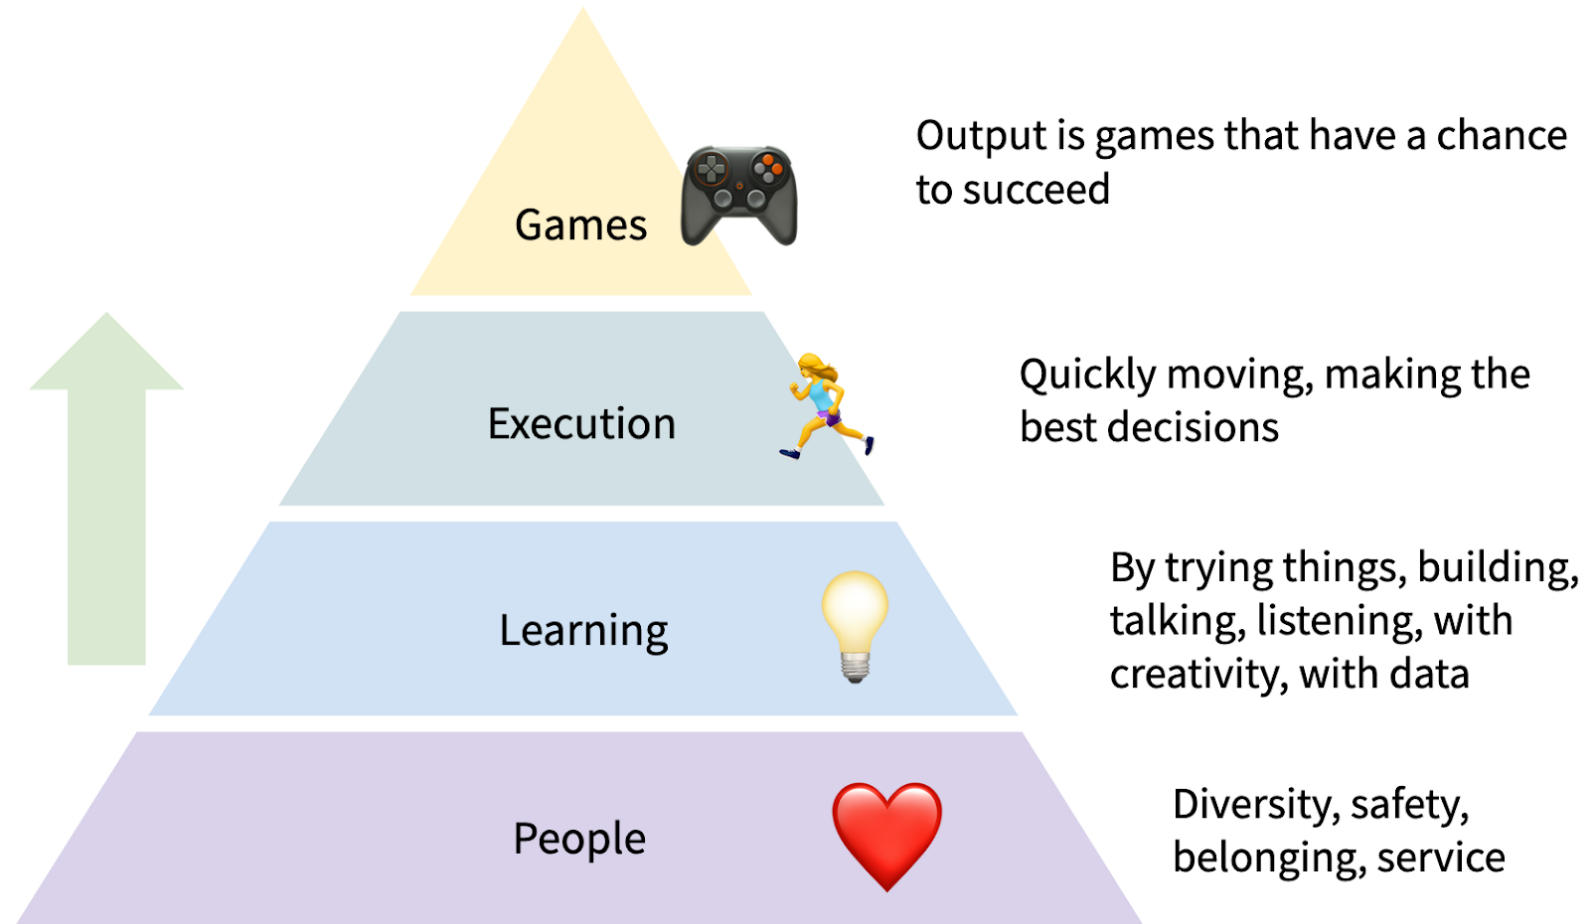 Games
Output is games that have a chance
to succeed
Execution
Quickly moving, making the
best decisions
Learning
By trying things, building,
talking, listening, with
creativity, with data
People
Diversity, safety,
belonging, service